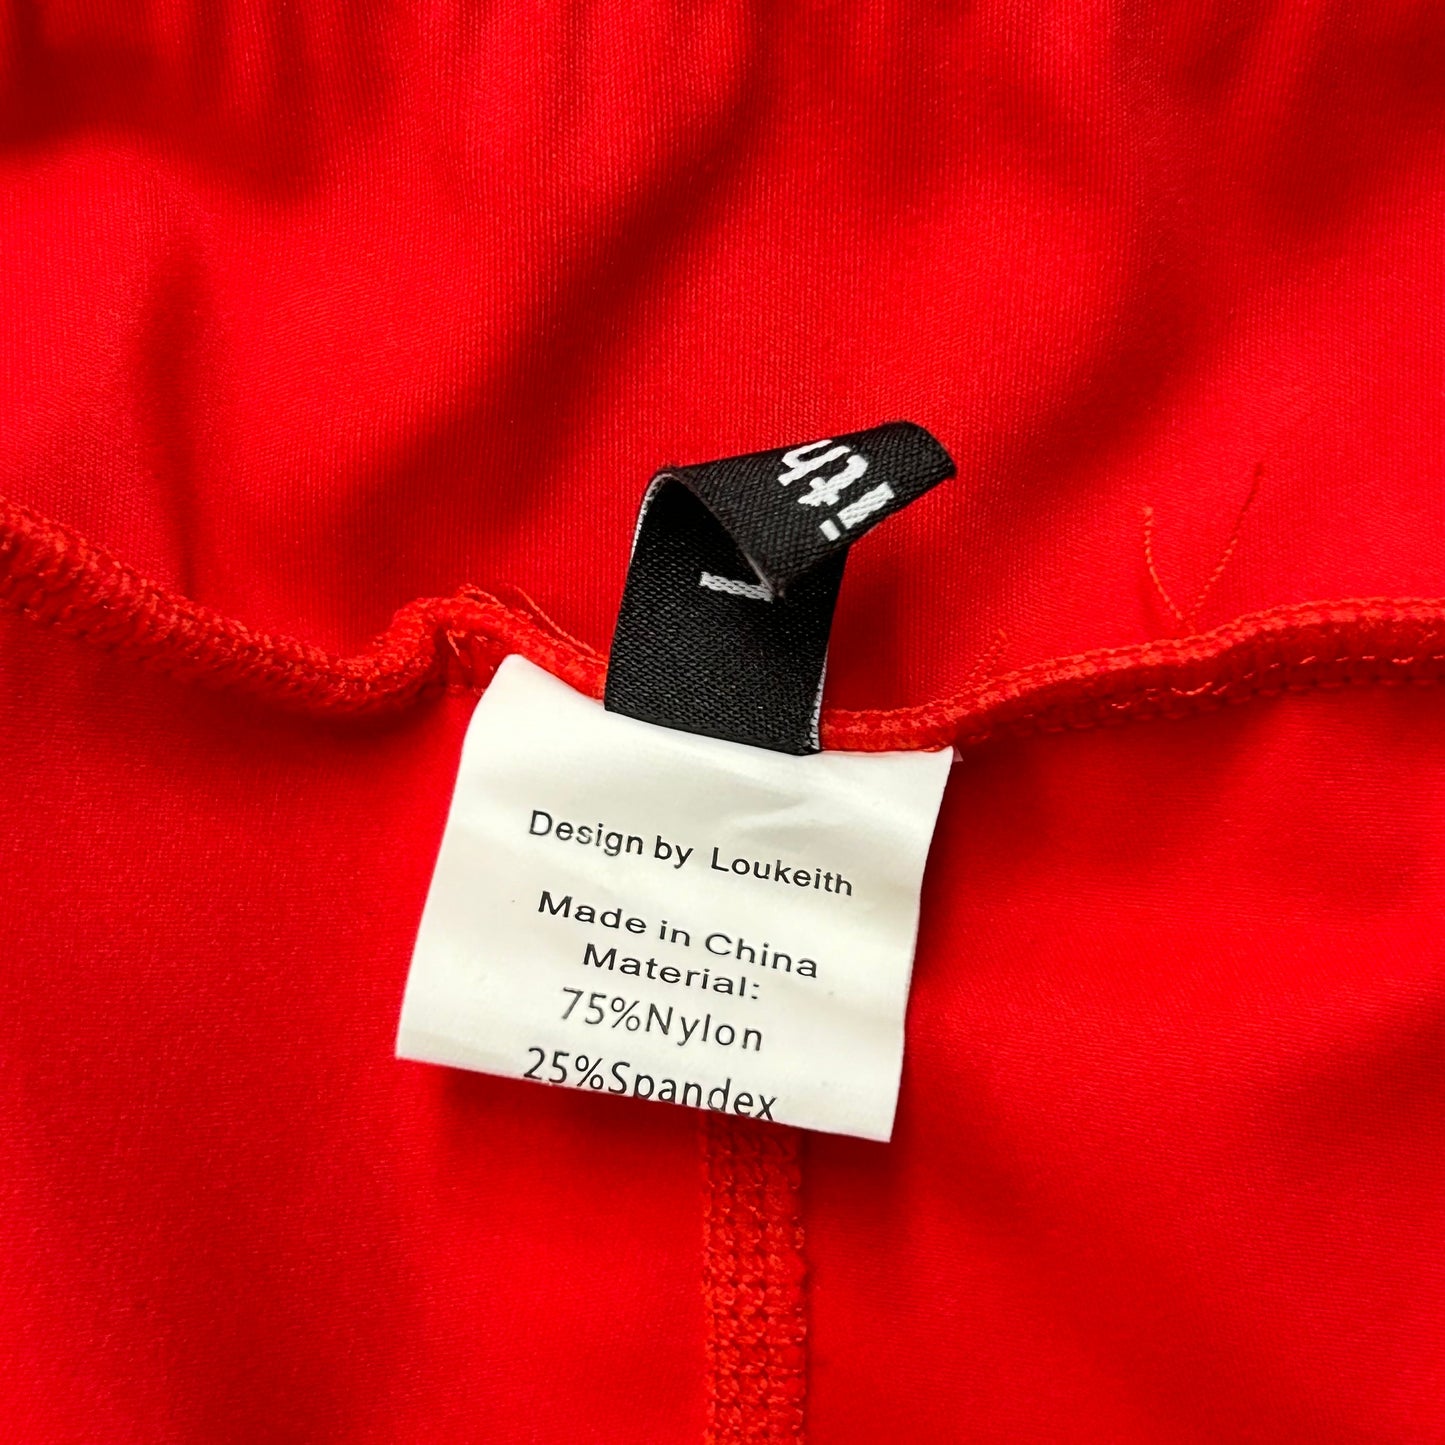 Design by Loukeith
Made in China
Material:
75%Nylon
25%Spandex